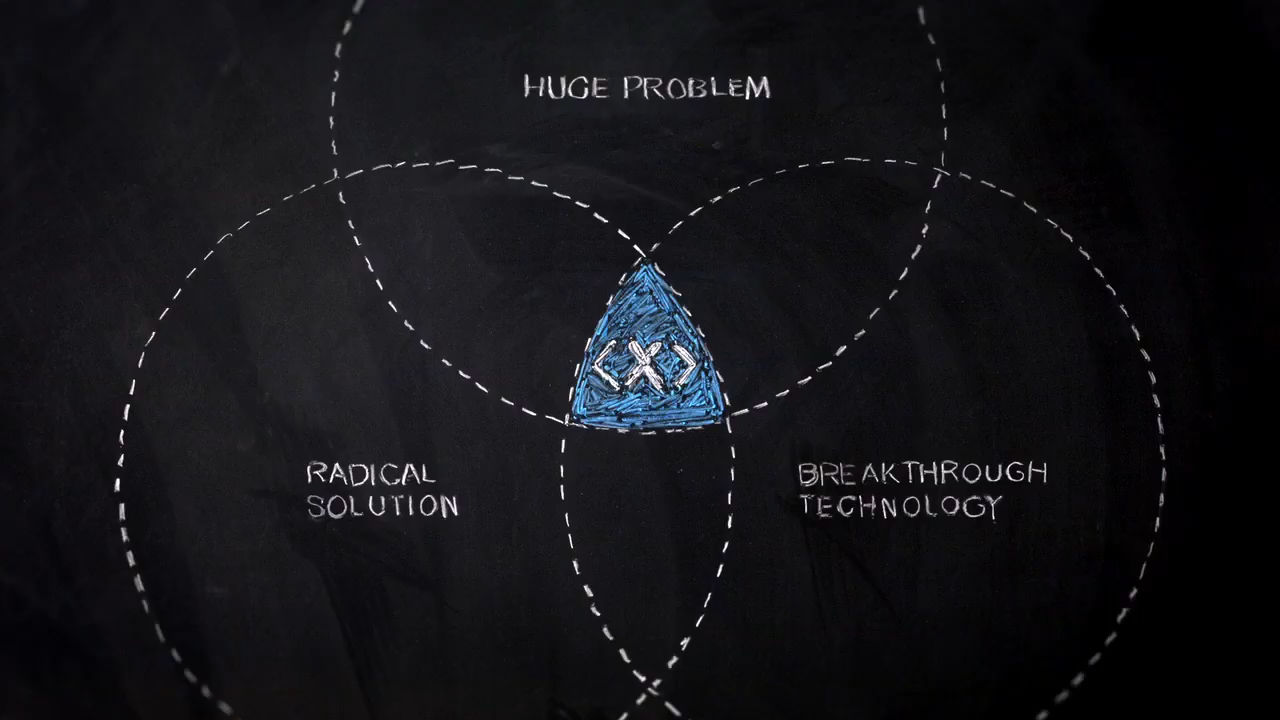 HUGE PROBLEM
<X>
RADICAL
SOLUTION
BREAKTHROUGH
TECHNOLOGY